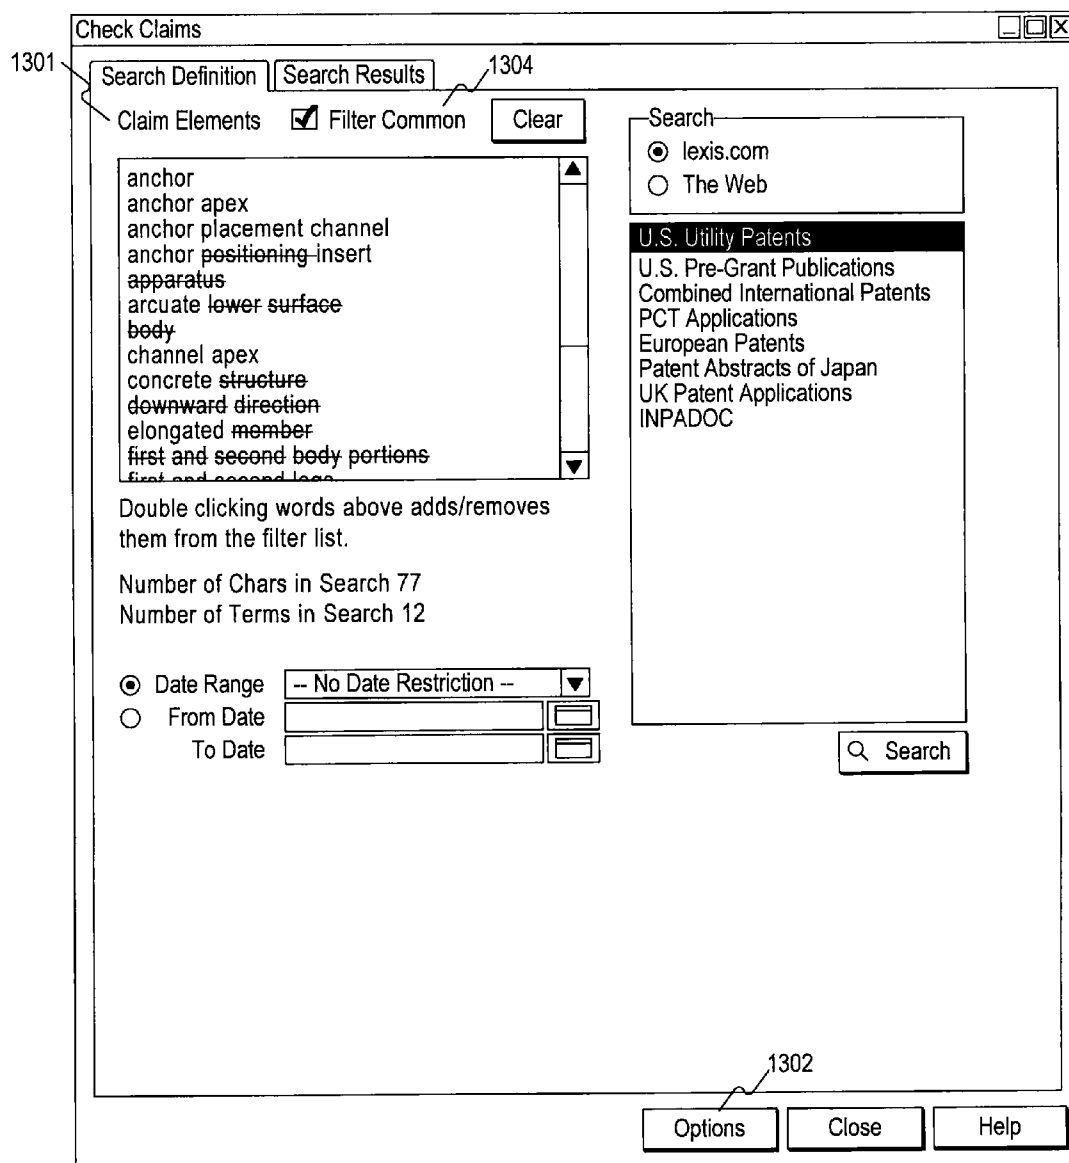 Check Claims
1301
Search Definition
Search Results
1304
Claim Elements
Filter Common
Clear
anchor
anchor apex
anchor placement channel
anchor positioning insert
apparatus
arcuate lower surface
body
channel apex
concrete structure
downward direction
elongated member
first and second body portions
first and second legs
Double clicking words above adds/removes
them from the filter list.
Number of Chars in Search 77
Number of Terms in Search 12
Date Range
-- No Date Restriction --
From Date
To Date
Search
lexis.com
The Web
U.S. Utility Patents
U.S. Pre-Grant Publications
Combined International Patents
PCT Applications
European Patents
Patent Abstracts of Japan
UK Patent Applications
INPADOC
Search
1302
Options
Close
Help